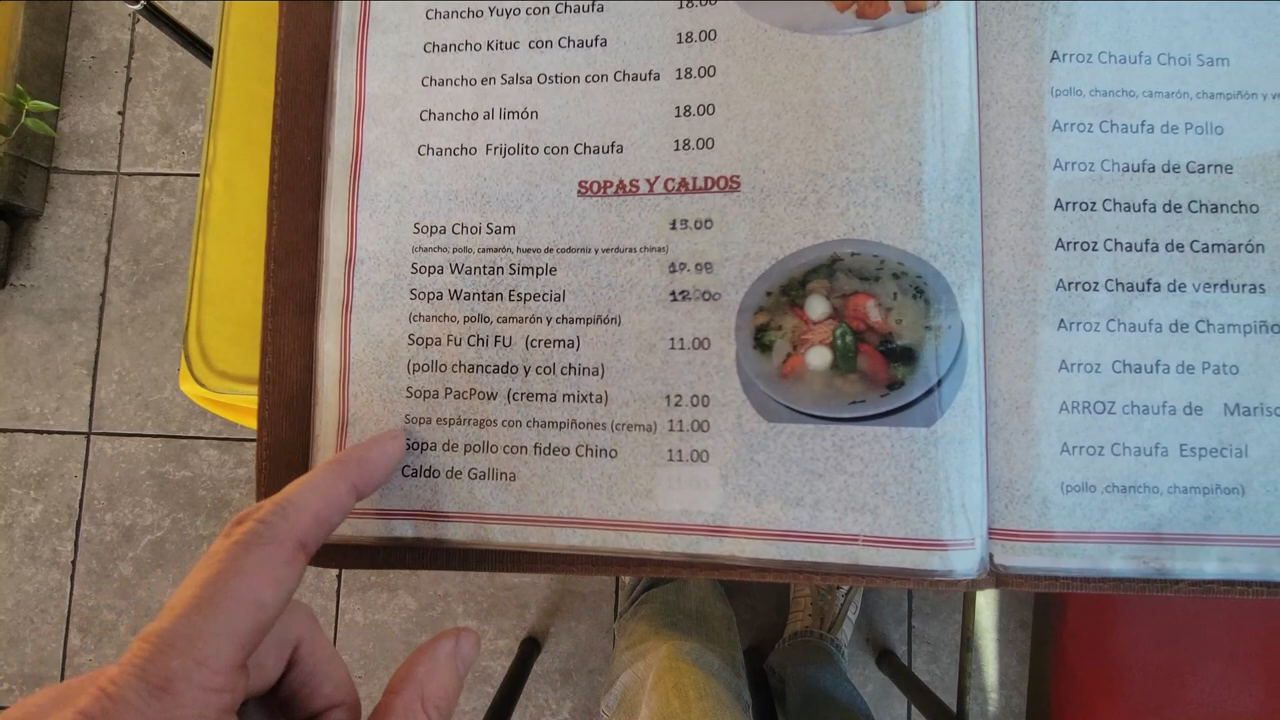 Chancho Yuyo con Chaufa 18.00
Chancho Kituc con Chaufa 18.00
Chancho en Salsa Ostion con Chaufa 18.00
Chancho al limón 18.00
Chancho Frijolito con Chaufa 18.00
SOPAS Y CALDOS
Sopa Choi Sam
(chancho, pollo, camarón, huevo de codorniz y verduras chinas)
Sopa Wantan Simple
Sopa Wantan Especial 12.00
(chancho, pollo, camarón y champiñón)
Sopa Fu Chi FU (crema) 11.00
(pollo chancado y col china)
Sopa PacPow (crema mixta) 12.00
Sopa espárragos con champiñones (crema) 11.00
Sopa de pollo con fideo Chino 11.00
Caldo de Gallina
Arroz Chaufa Choi Sam
(pollo, chancho, camarón, champiñón y
Arroz Chaufa de Pollo
Arroz Chaufa de Carne
Arroz Chaufa de Chancho
Arroz Chaufa de Camarón
Arroz Chaufa de verduras
Arroz Chaufa de Champiño
Arroz Chaufa de Pato
ARROZ chaufa de Maris
Arroz Chaufa Especial
(pollo ,chancho, champiñon)